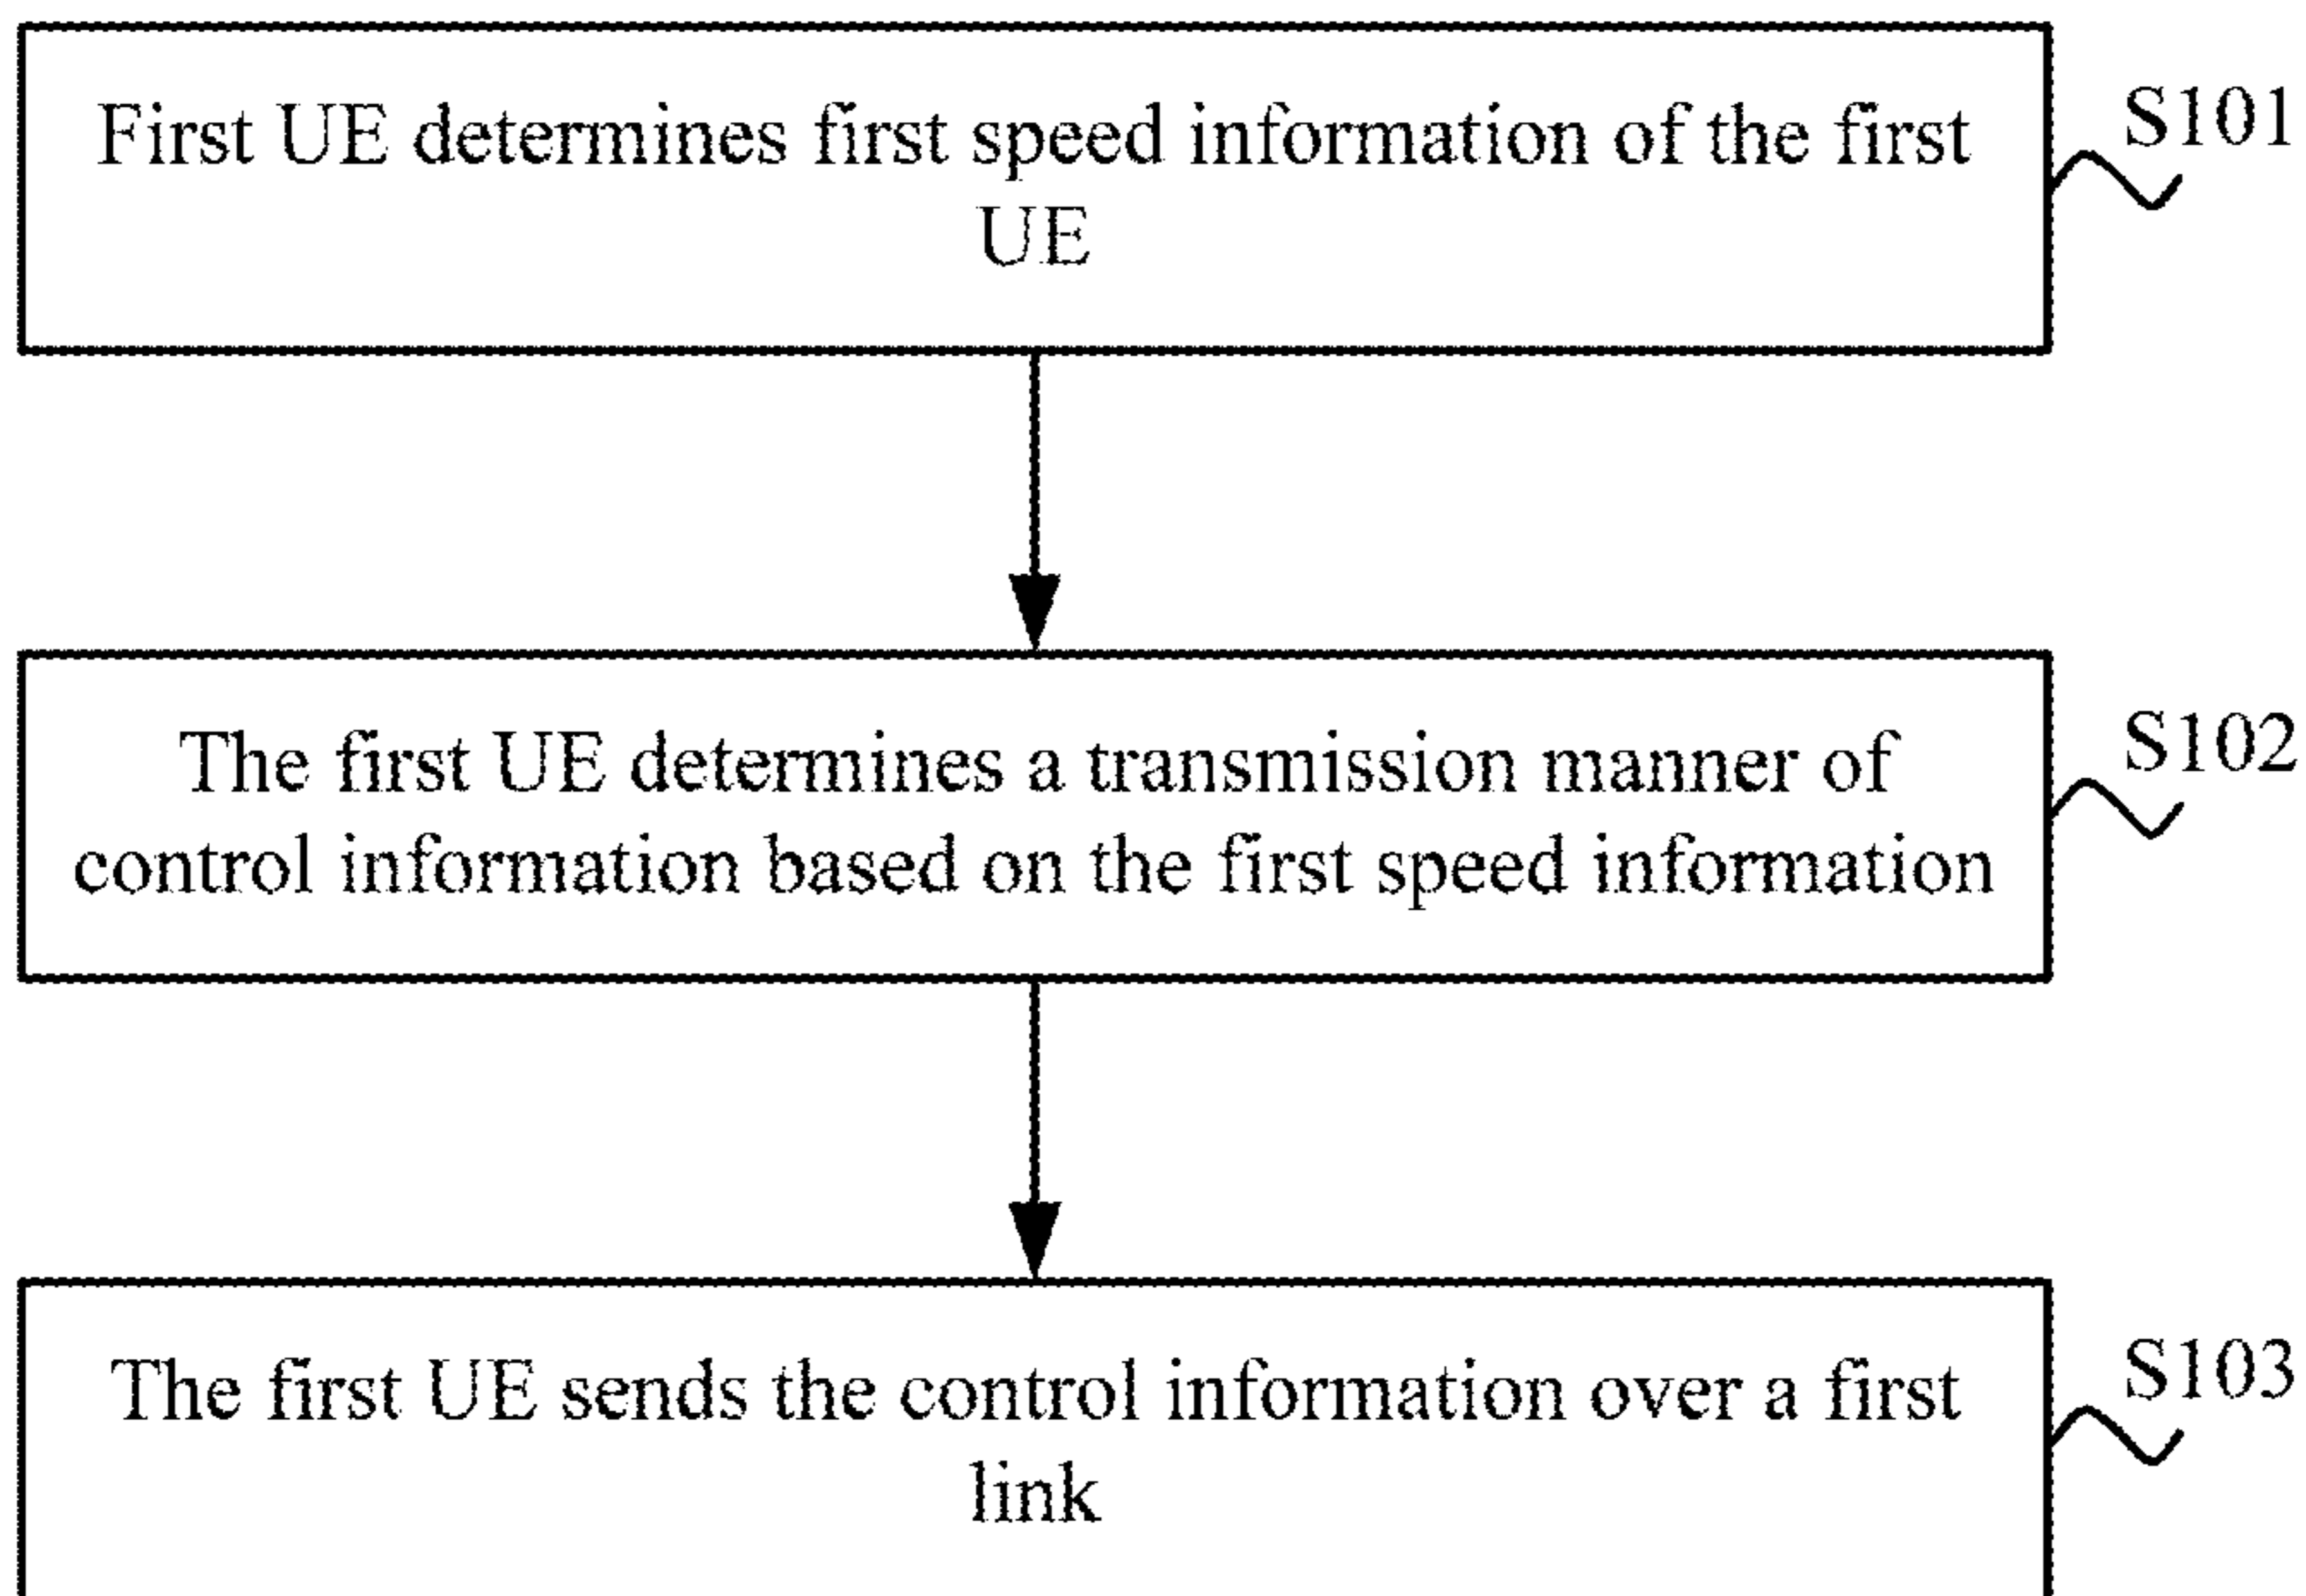 First UE determines first speed information of the first
UE
S101
The first UE determines a transmission manner of
control information based on the first speed information
S102
The first UE sends the control information over a first
link
S103